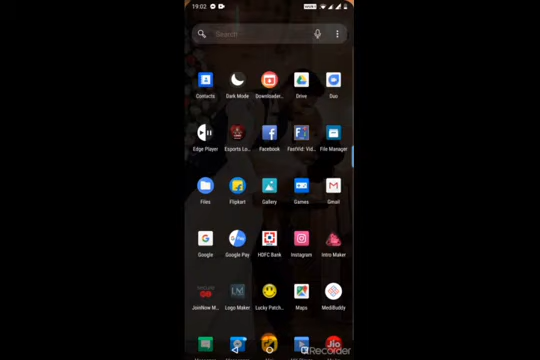 19:02
Search
Contacts
Dark Mode
Downloader...
Drive
Duo
Edge Player
Esports Lo...
Facebook
FastVid: Vid...
File Manager
Files
Flipkart
Gallery
Games
Gmail
Google
Google Pay
HDFC Bank
Instagram
Intro Maker
JioNow M...
Logo Maker
Lucky Patch...
Maps
MediBuddy
Recorder
Jio